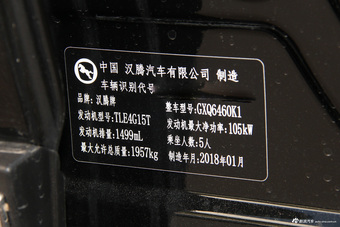 中国 汉腾汽车有限公司 制造
车辆识别代号
品牌:汉腾牌 整车型号:GXQ6460K1
发动机型号:TLE4G15T 发动机最大净功率:105kW
发动机排量:1499mL 乘坐人数:5人
最大允许总质量:1957kg 制造年月:2018年01月